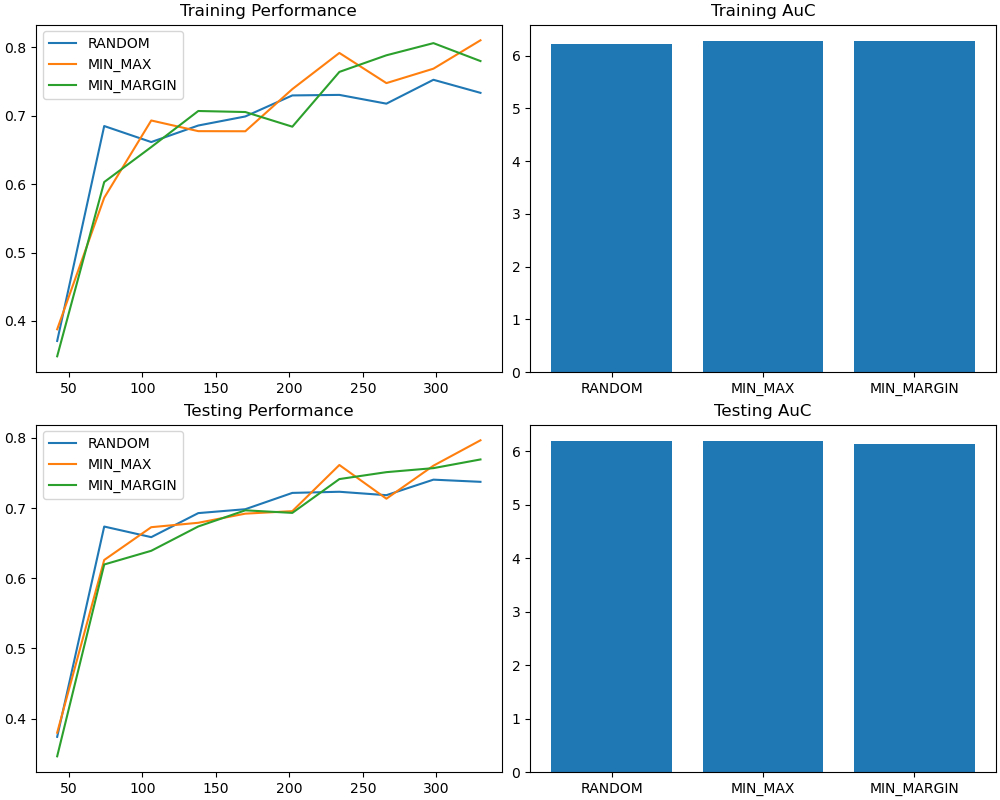 Training Performance
0.8
0.7
0.6
0.5
0.4
RANDOM
MIN_MAX
MIN_MARGIN
50 100 150 200 250 300
Training AuC
6
5
4
3
2
1
0
RANDOM MIN_MAX MIN_MARGIN
Testing Performance
0.8
0.7
0.6
0.5
0.4
RANDOM
MIN_MAX
MIN_MARGIN
50 100 150 200 250 300
Testing AuC
6
5
4
3
2
1
0
RANDOM MIN_MAX MIN_MARGIN